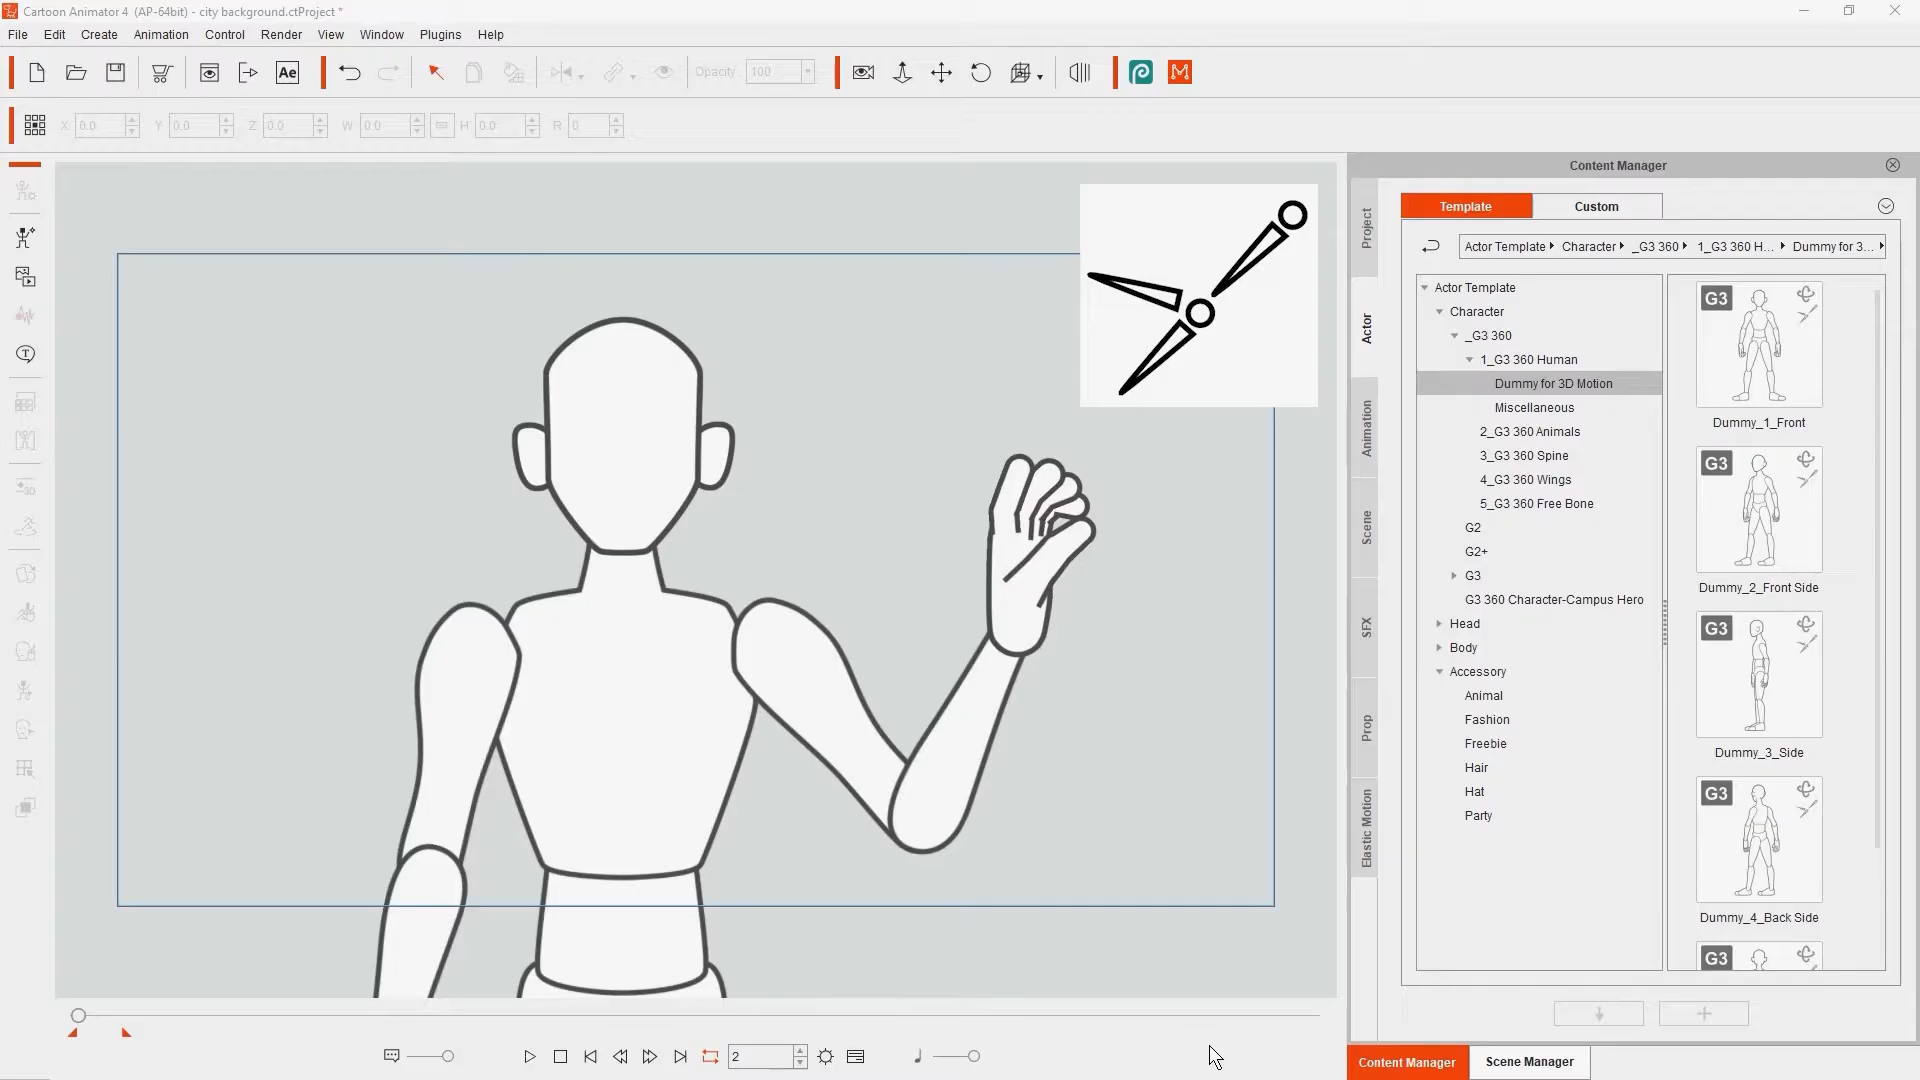 Cartoon Animator 4 (AP-64bit) - city background.ctProject *
File Edit Create Animation Control Render View Window Plugins Help
Ae Opacity : 100
X 0.0 Y 0.0 Z 0.0 W 0.0 H 0.0 R 0
Content Manager
Template Custom
Actor Template Character _G3 360 1_G3 360 H... Dummy for 3...
Project
Actor
Animation
Scene
SFX
Prop
Elastic Motion
Actor Template
Character
_G3 360
1_G3 360 Human
Dummy for 3D Motion
Miscellaneous
2_G3 360 Animals
3_G3 360 Spine
4_G3 360 Wings
5_G3 360 Free Bone
G2
G2+
G3
G3 360 Character-Campus Hero
Head
Body
Accessory
Animal
Fashion
Freebie
Hair
Hat
Party
G3
Dummy_1_Front
G3
Dummy_2_Front Side
G3
Dummy_3_Side
G3
Dummy_4_Back Side
G3
3D
T
2
Content Manager Scene Manager